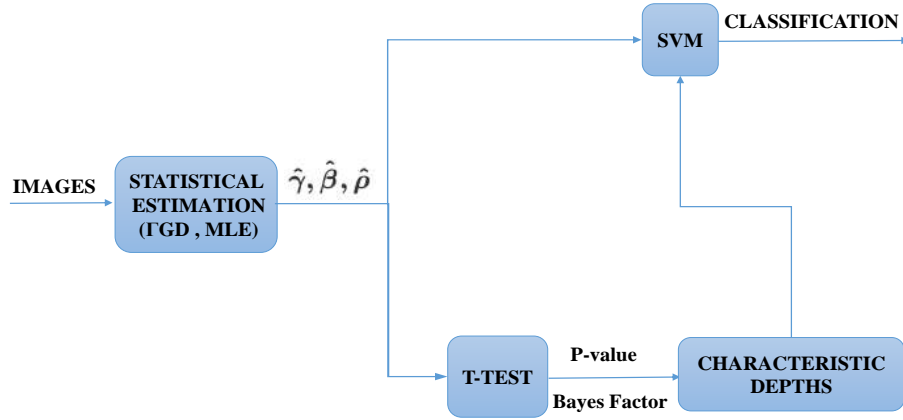 IMAGES
STATISTICAL
ESTIMATION
(ΓGD , MLE)
γ̂, β̂, ρ̂
SVM
CLASSIFICATION
T-TEST
P-value
Bayes Factor
CHARACTERISTIC
DEPTHS